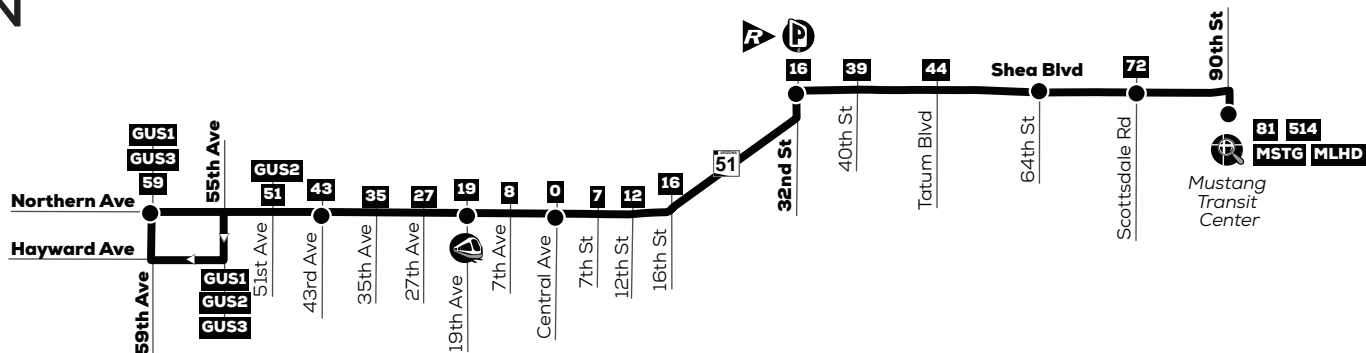 N
R P
16
39
44
Shea Blvd
72
90th St
81 514
MSTG MLHD
Mustang
Transit
Center
32nd St
40th St
Tatum Blvd
64th St
Scottsdale Rd
ARIZONA
51
GUS1
GUS3
59
55th Ave
GUS2
51
43
35
27
19
8
0
7
12
16
Northern Ave
Hayward Ave
59th Ave
GUS1
GUS2
GUS3
51st Ave
43rd Ave
35th Ave
27th Ave
19th Ave
7th Ave
Central Ave
7th St
12th St
16th St